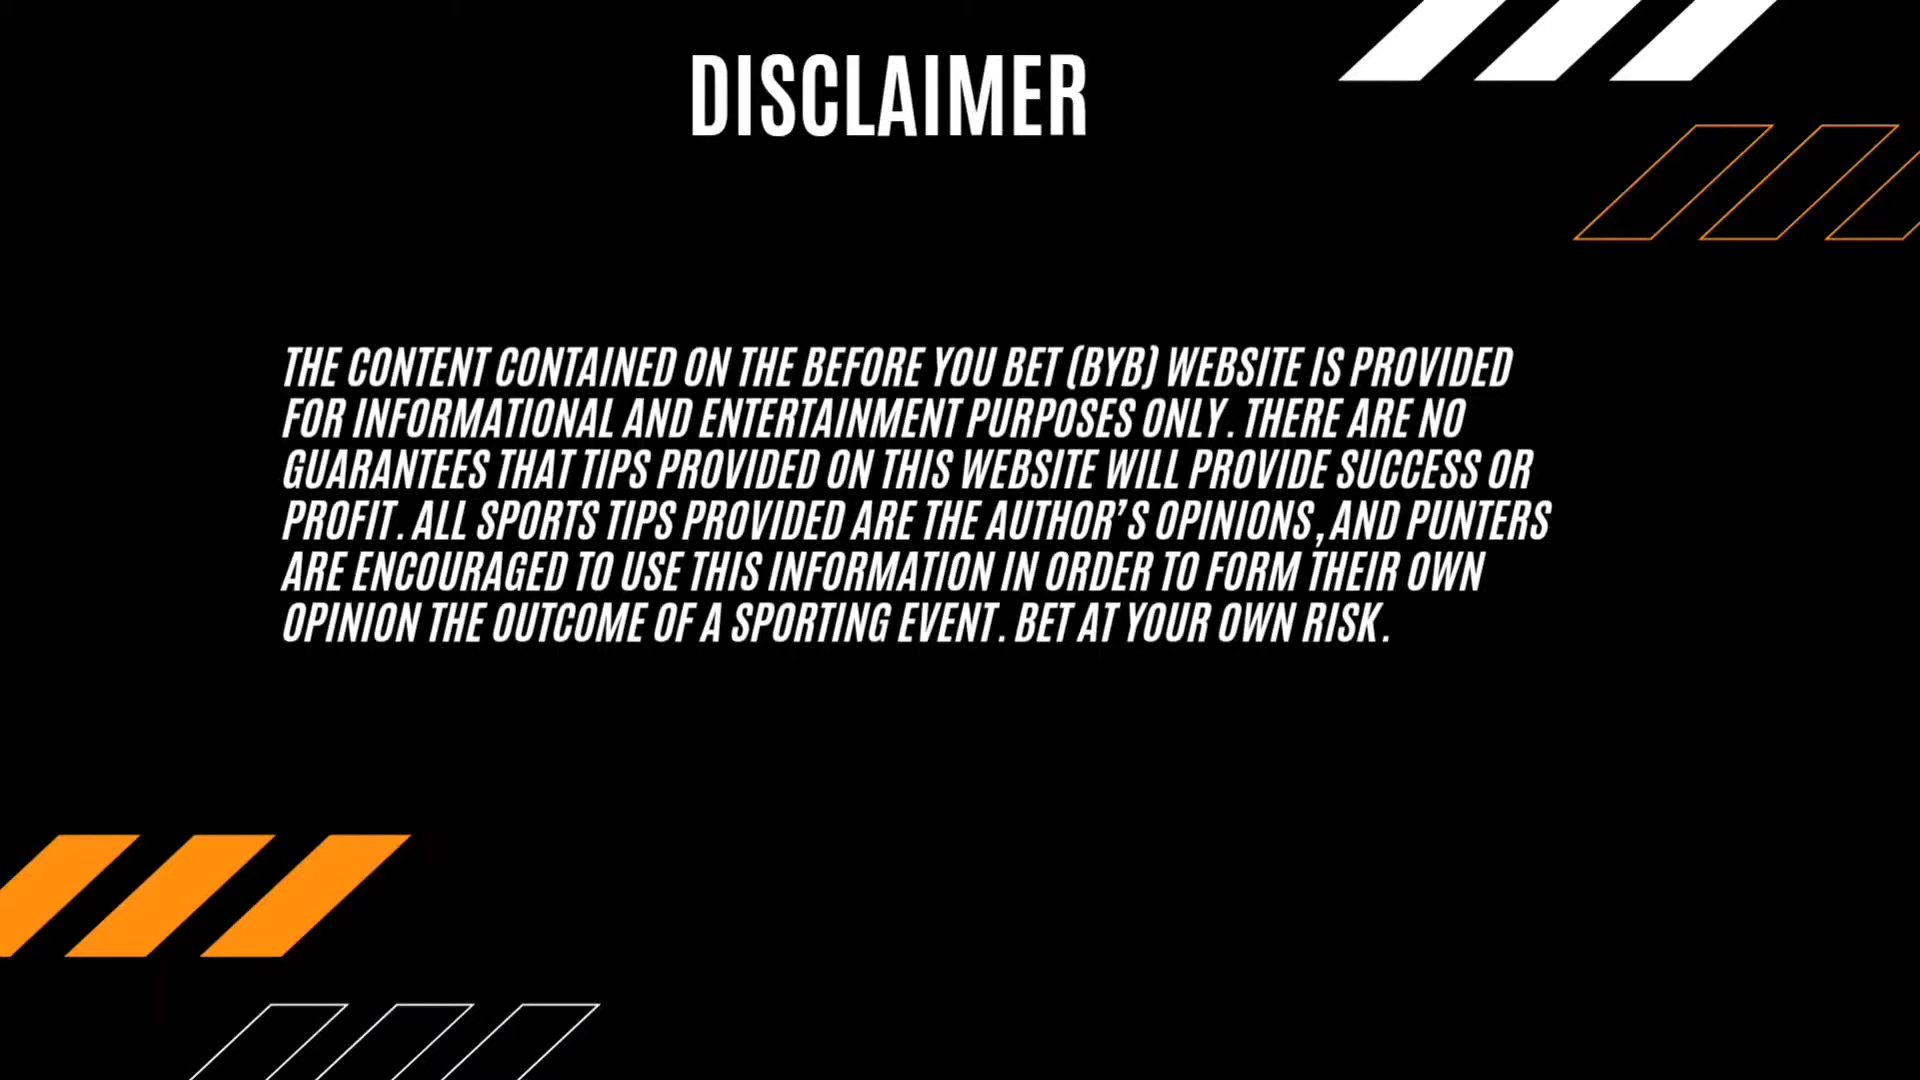 DISCLAIMER
THE CONTENT CONTAINED ON THE BEFORE YOU BET (BYB) WEBSITE IS PROVIDED
FOR INFORMATIONAL AND ENTERTAINMENT PURPOSES ONLY. THERE ARE NO
GUARANTEES THAT TIPS PROVIDED ON THIS WEBSITE WILL PROVIDE SUCCESS OR
PROFIT. ALL SPORTS TIPS PROVIDED ARE THE AUTHOR’S OPINIONS, AND PUNTERS
ARE ENCOURAGED TO USE THIS INFORMATION IN ORDER TO FORM THEIR OWN
OPINION THE OUTCOME OF A SPORTING EVENT. BET AT YOUR OWN RISK.